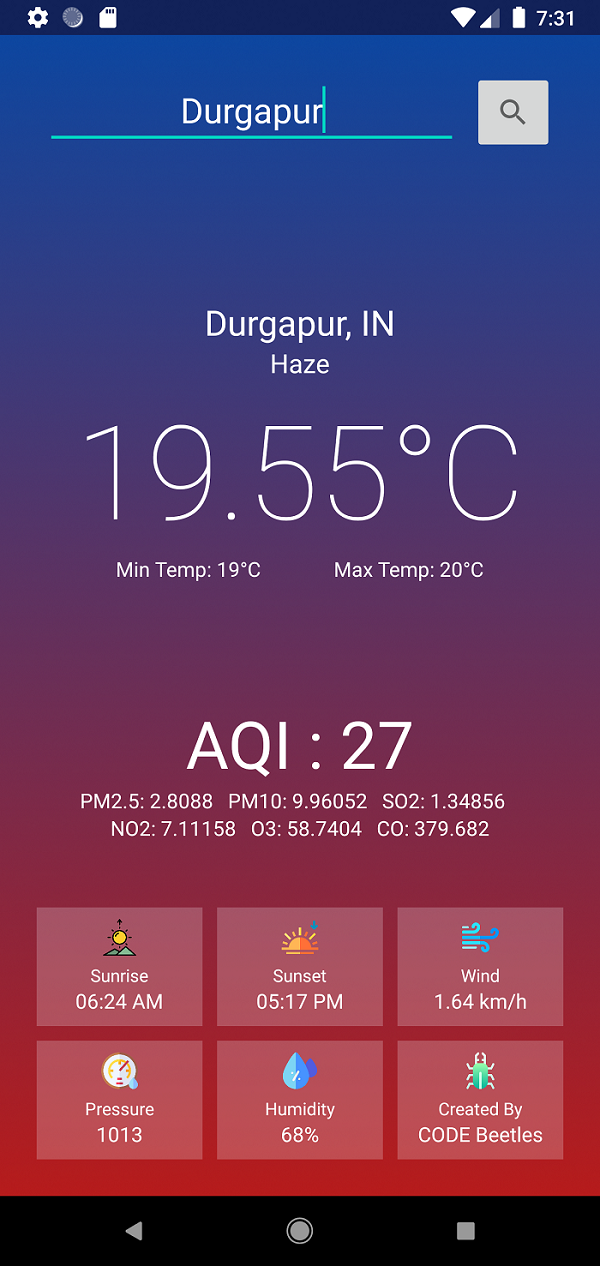 7:31
Durgapur
Durgapur, IN
Haze
19.55°C
Min Temp: 19°C Max Temp: 20°C
AQI : 27
PM2.5: 2.8088 PM10: 9.96052 SO2: 1.34856
NO2: 7.11158 O3: 58.7404 CO: 379.682
Sunrise Sunset Wind
06:24 AM 05:17 PM 1.64 km/h
Pressure Humidity Created By
1013 68% CODE Beetles